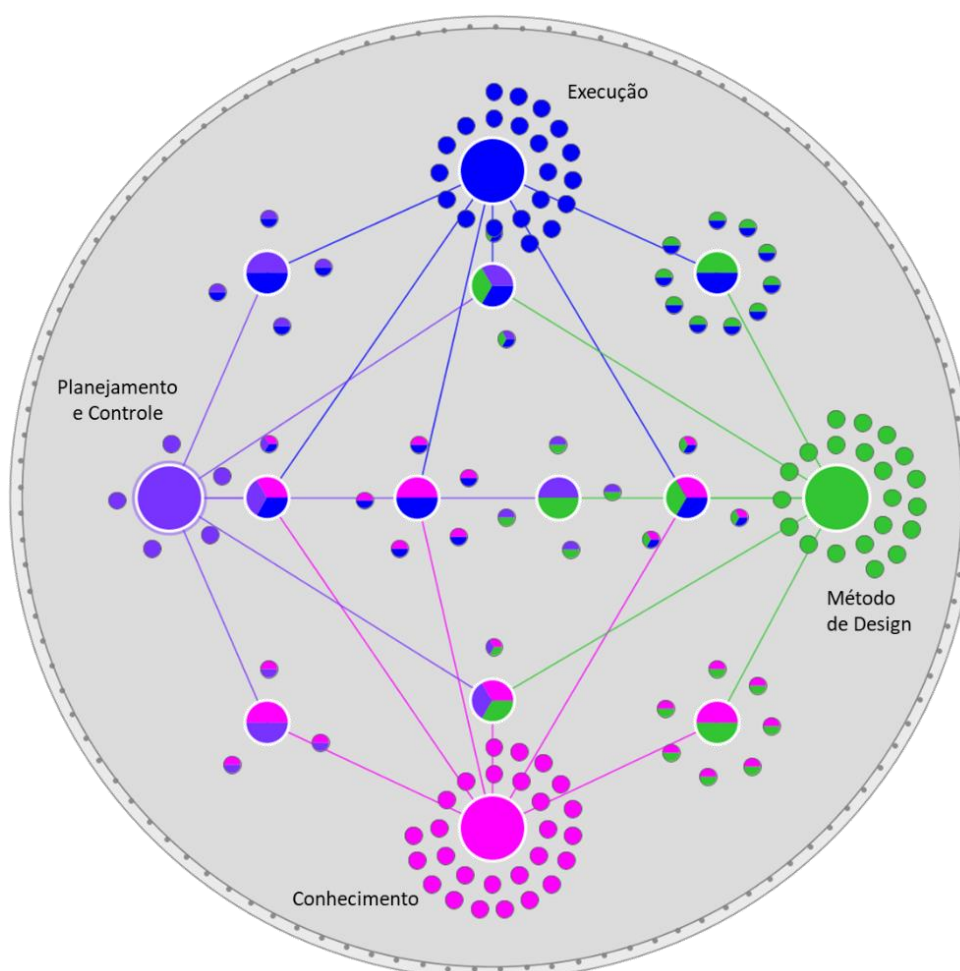 Execução
Planejamento
e Controle
Método
de Design
Conhecimento